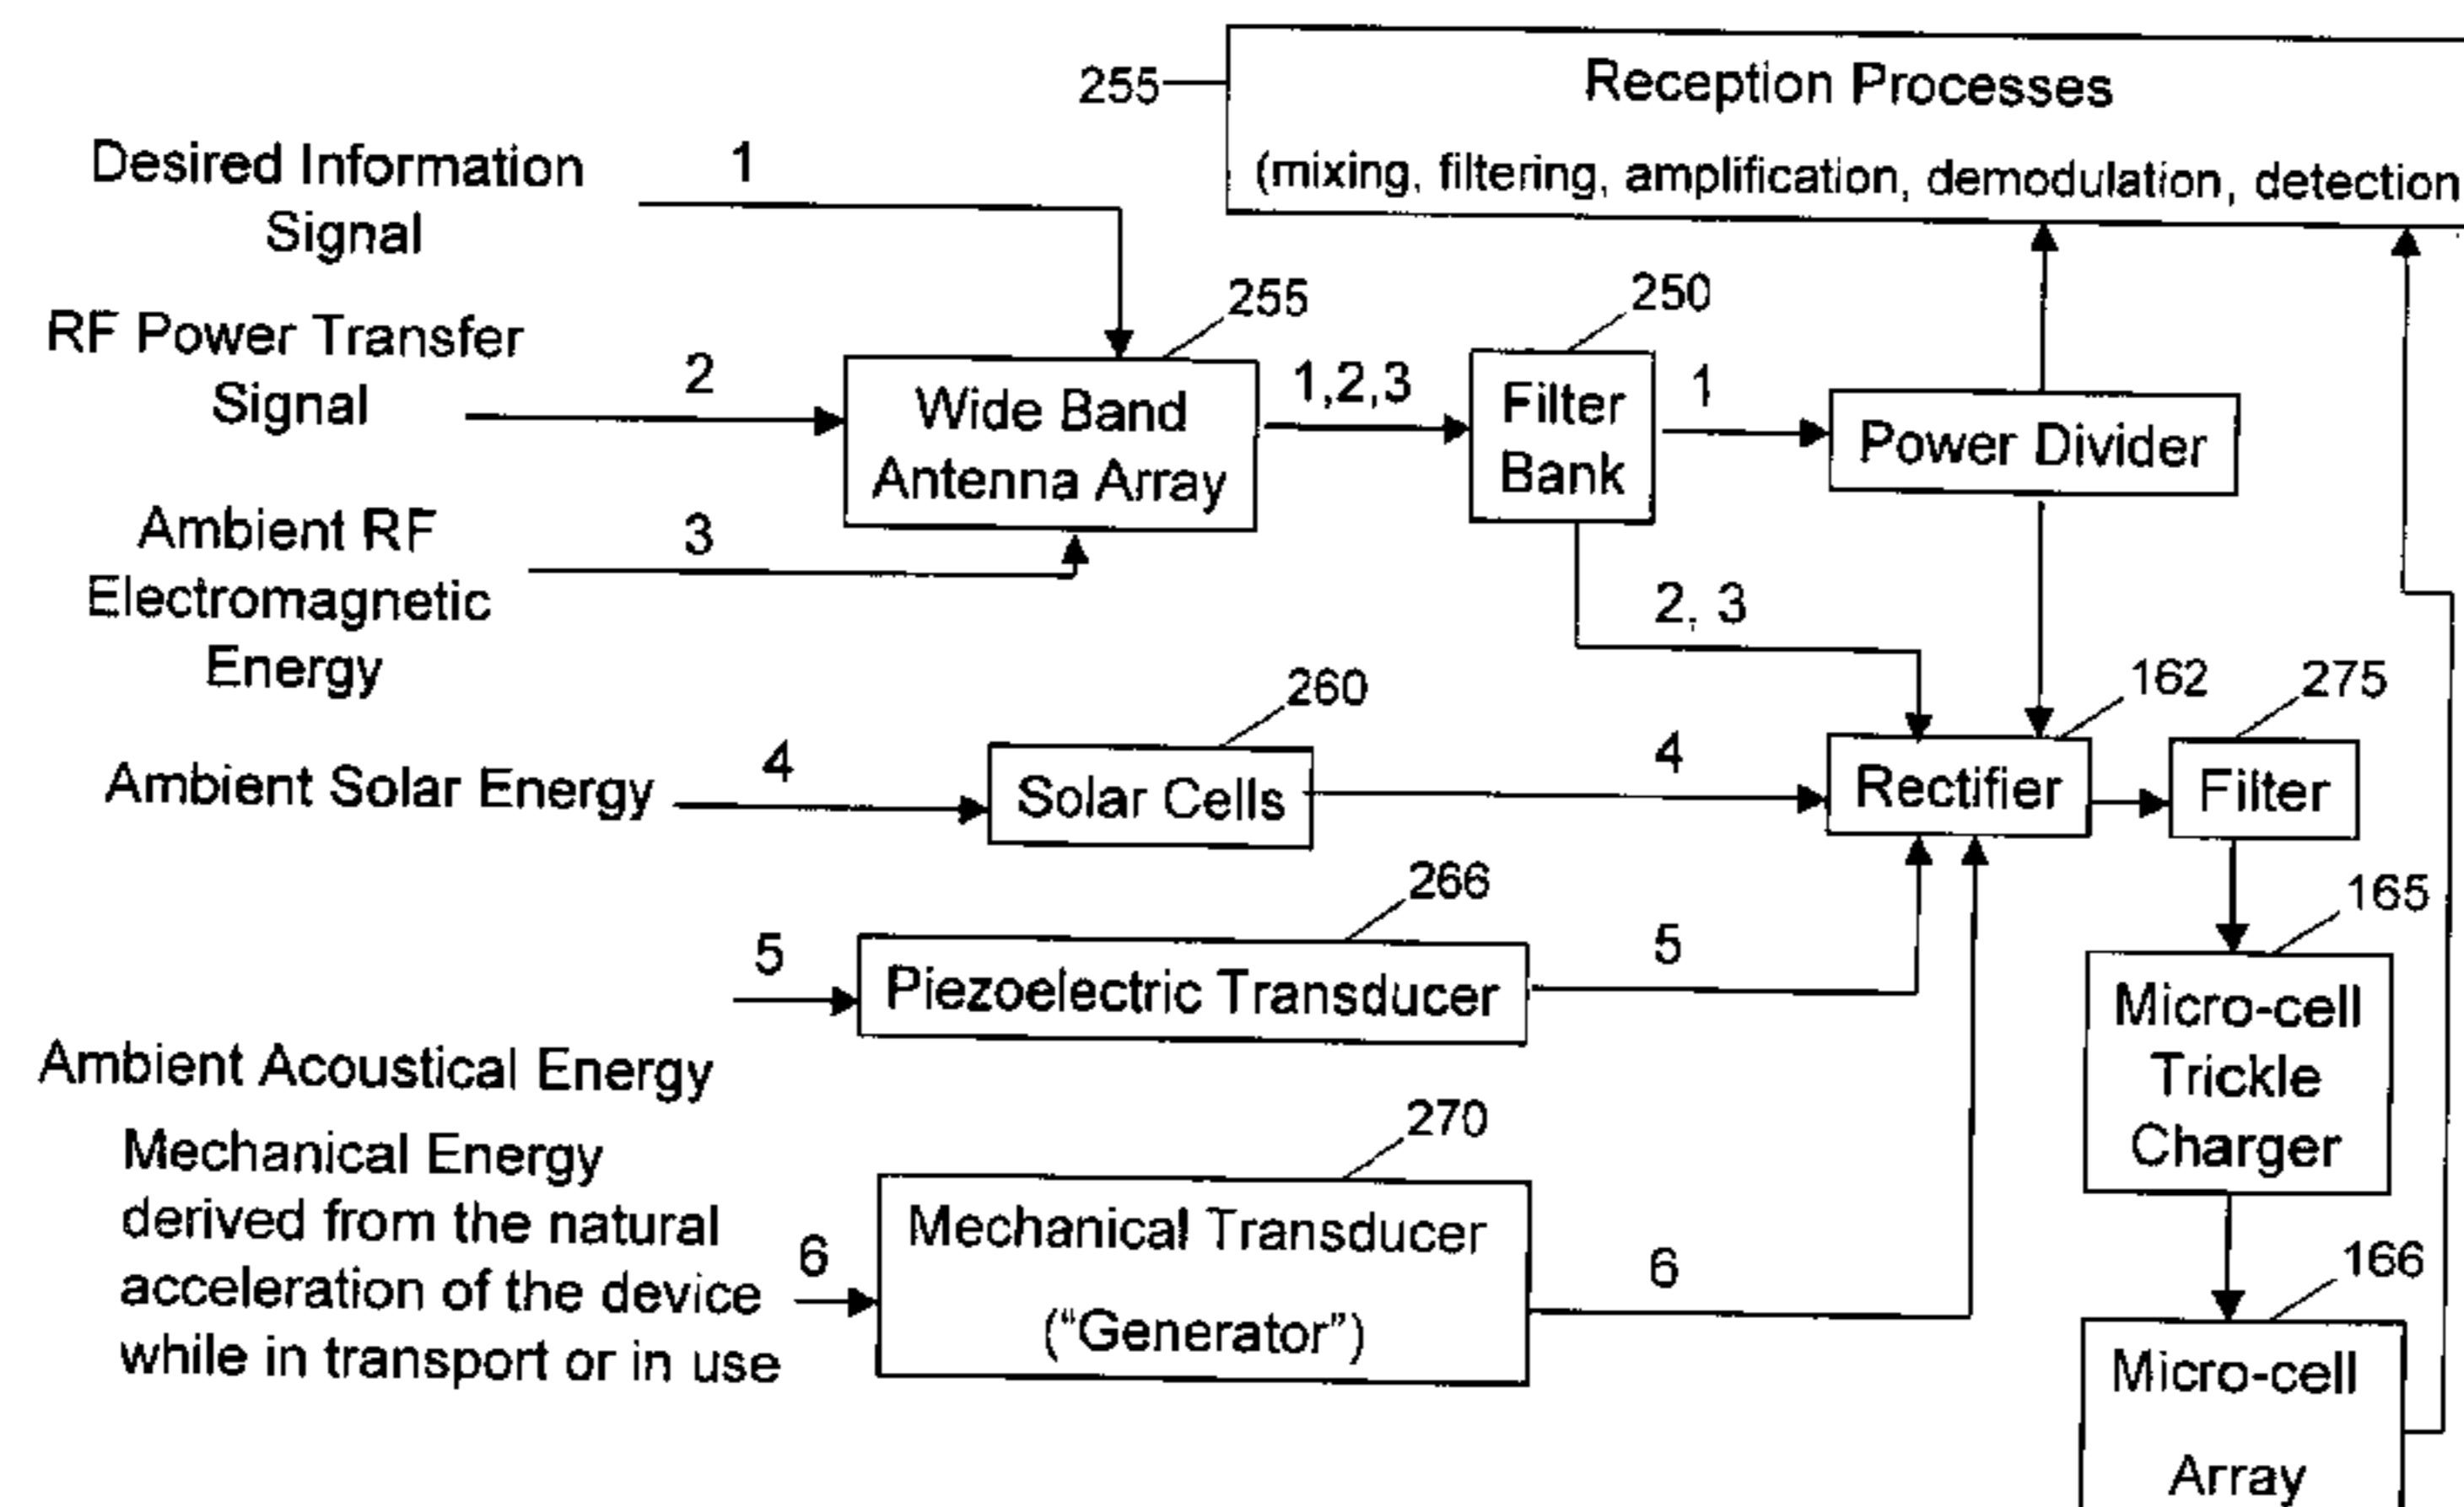 255
Reception Processes
(mixing, filtering, amplification, demodulation, detection
Desired Information
Signal
1
RF Power Transfer
Signal
2
Ambient RF
Electromagnetic
Energy
3
255
Wide Band
Antenna Array
1,2,3
250
Filter
Bank
1
Power Divider
2, 3
Ambient Solar Energy
4
260
Solar Cells
4
162
Rectifier
275
Filter
5
266
Piezoelectric Transducer
5
165
Micro-cell
Trickle
Charger
Ambient Acoustical Energy
Mechanical Energy
derived from the natural
acceleration of the device
while in transport or in use
6
270
Mechanical Transducer
("Generator")
6
166
Micro-cell
Array